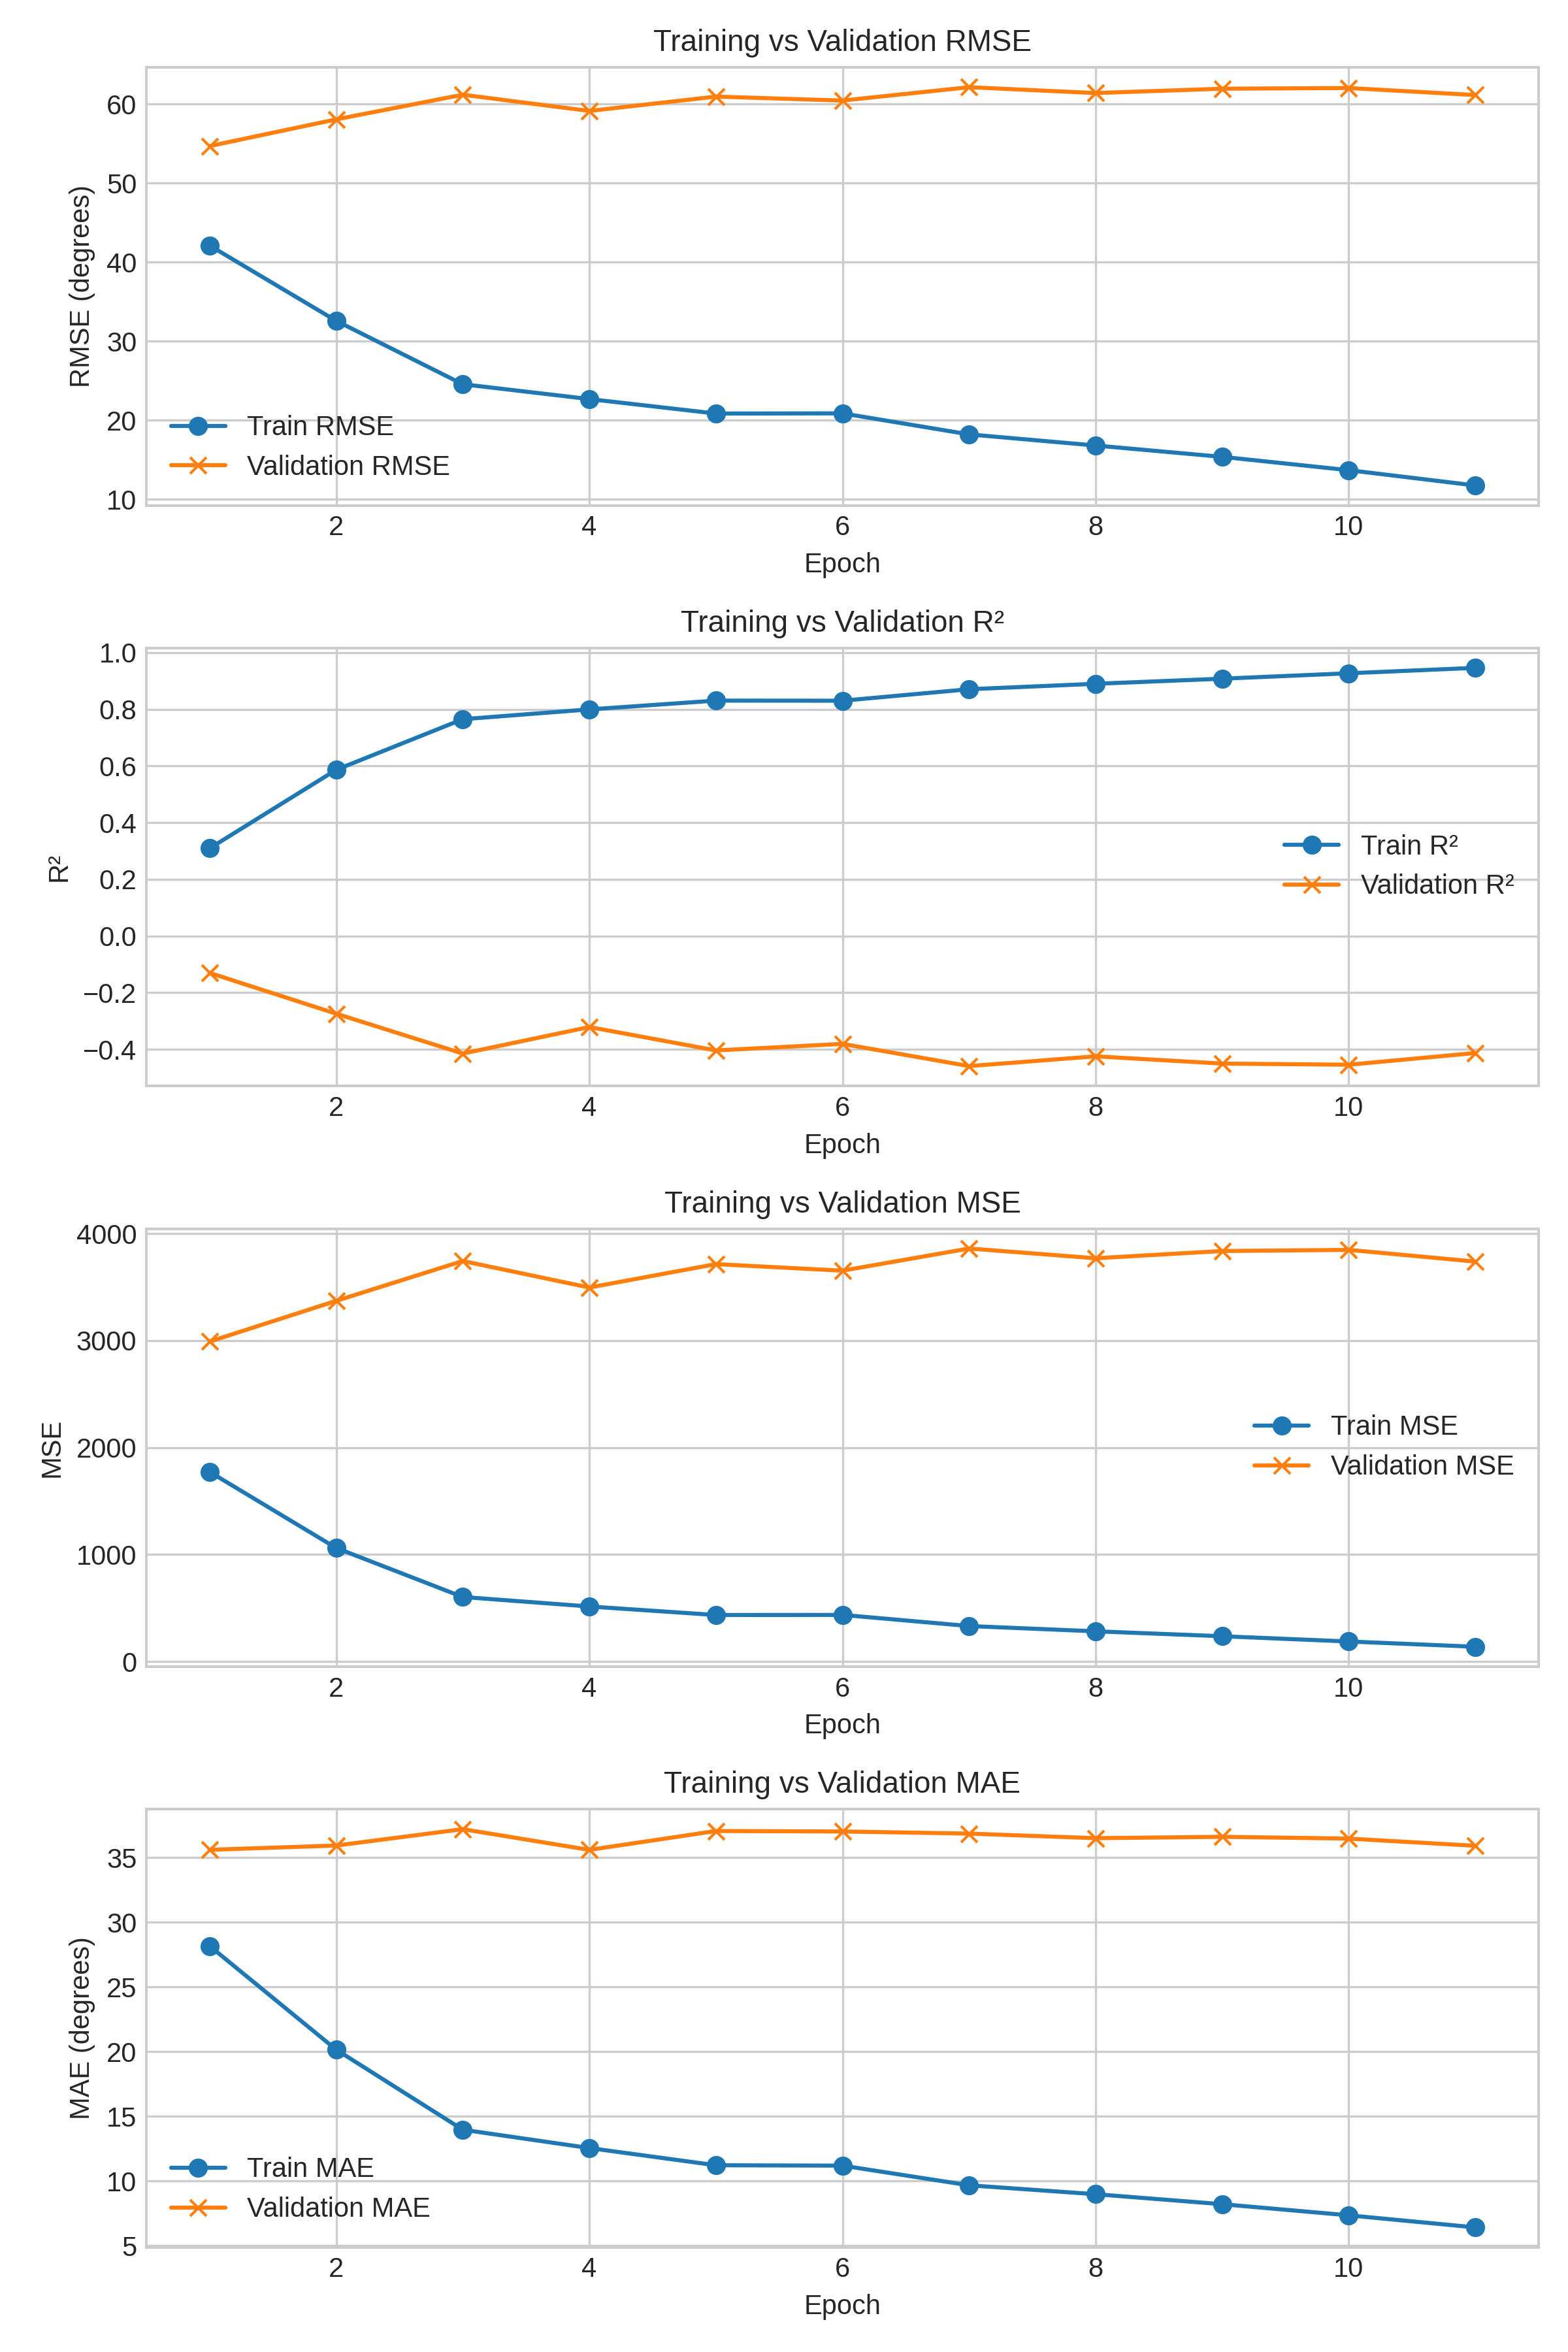 Training vs Validation RMSE
RMSE (degrees)
60
50
40
30
20
10
Train RMSE
Validation RMSE
2 4 6 8 10
Epoch
Training vs Validation R²
R²
1.0
0.8
0.6
0.4
0.2
0.0
−0.2
−0.4
Train R²
Validation R²
2 4 6 8 10
Epoch
Training vs Validation MSE
MSE
4000
3000
2000
1000
0
Train MSE
Validation MSE
2 4 6 8 10
Epoch
Training vs Validation MAE
MAE (degrees)
35
30
25
20
15
10
5
Train MAE
Validation MAE
2 4 6 8 10
Epoch